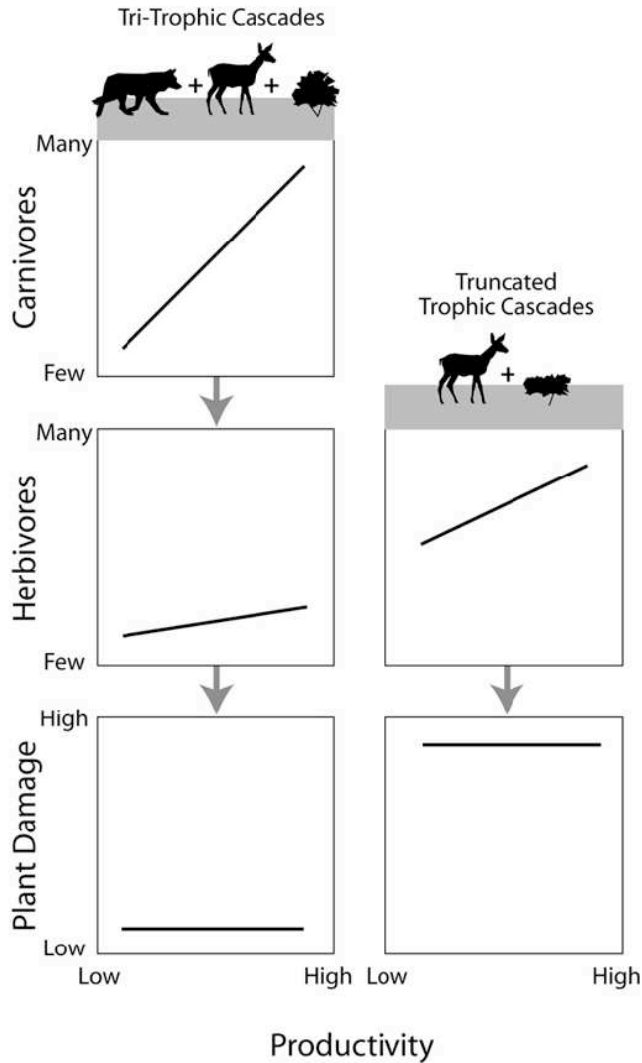 Tri-Trophic Cascades
+ +
Many
Carnivores
Few
Truncated
Trophic Cascades
+
Many
Herbivores
Few
High
Plant Damage
Low
Low High Low High
Productivity